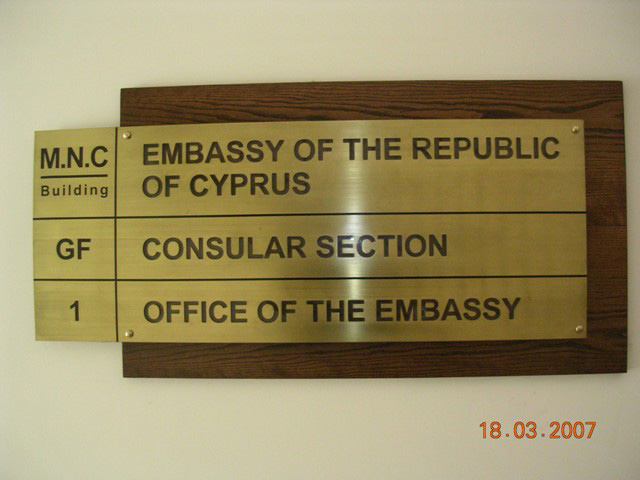 M.N.C
Building
EMBASSY OF THE REPUBLIC
OF CYPRUS
GF
CONSULAR SECTION
1
OFFICE OF THE EMBASSY
18.03.2007